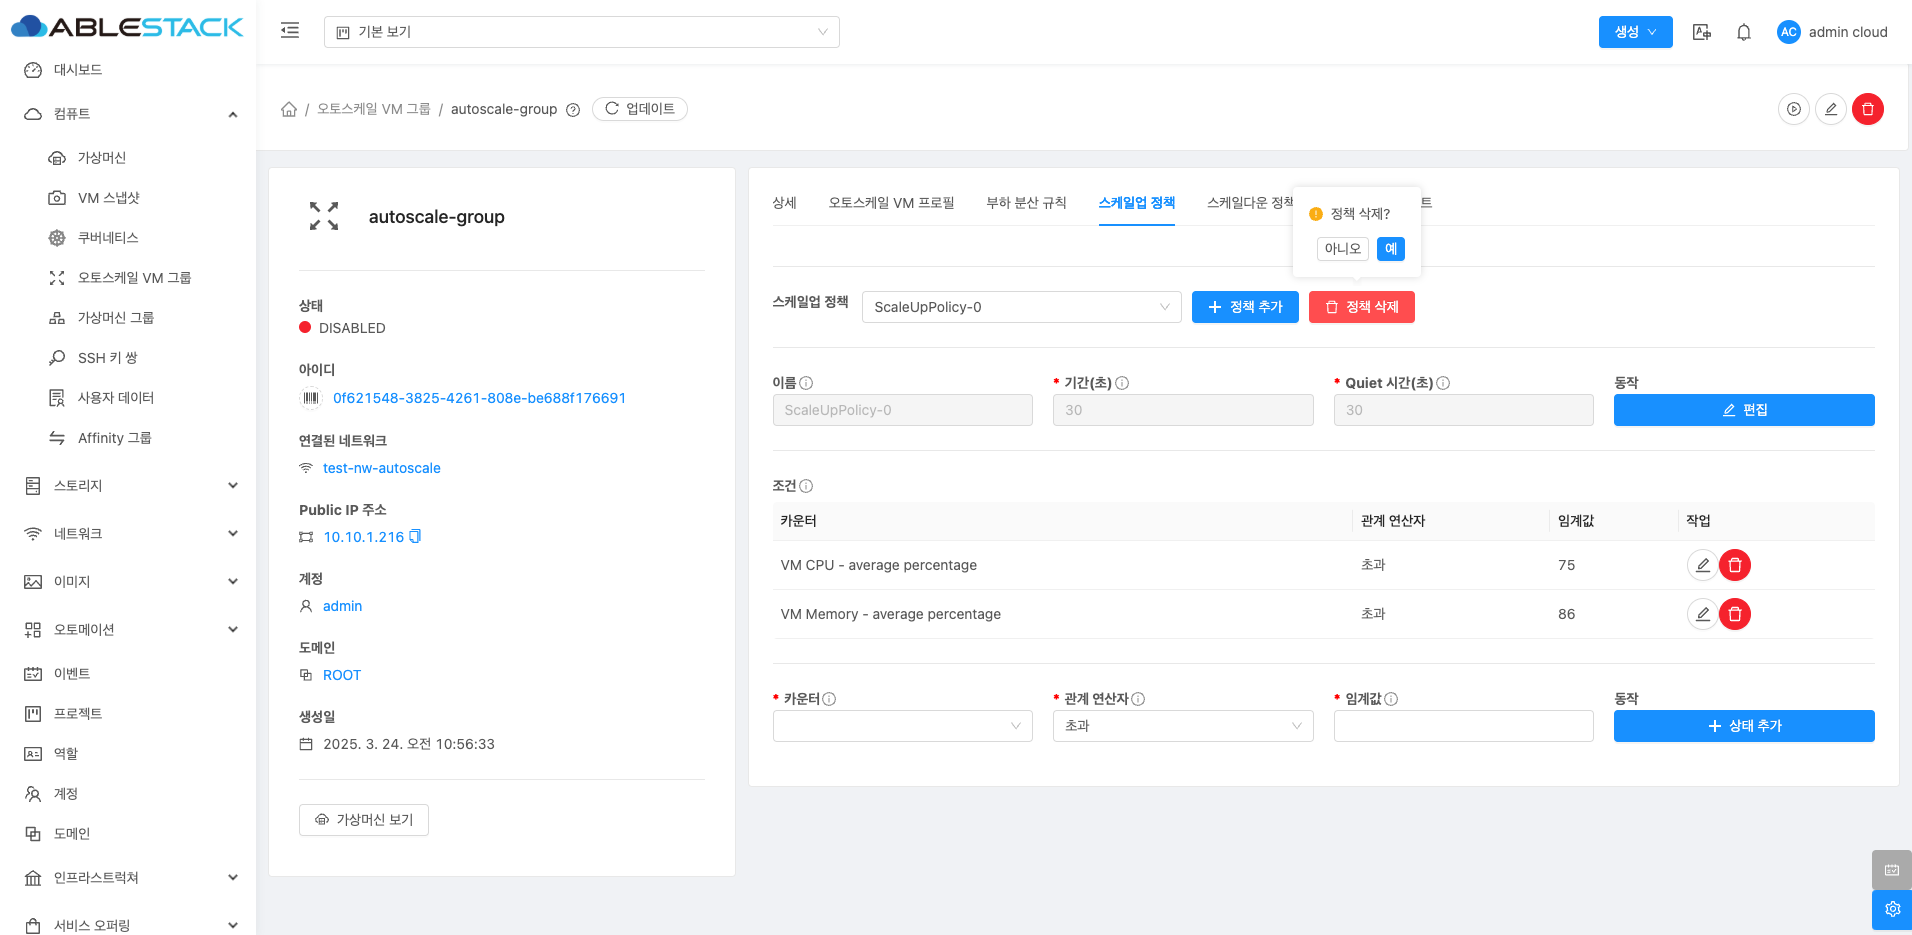 ABLESTACK
기본 보기
생성
AC
admin cloud
대시보드
컴퓨트
가상머신
VM 스냅샷
쿠버네티스
오토스케일 VM 그룹
가상머신 그룹
SSH 키 쌍
사용자 데이터
Affinity 그룹
스토리지
네트워크
이미지
오토메이션
이벤트
프로젝트
역할
계정
도메인
인프라스트럭쳐
서비스 오퍼링
/ 오토스케일 VM 그룹 / autoscale-group
업데이트
autoscale-group
상태
DISABLED
아이디
0f621548-3825-4261-808e-be688f176691
연결된 네트워크
test-nw-autoscale
Public IP 주소
10.10.1.216
계정
admin
도메인
ROOT
생성일
2025. 3. 24. 오전 10:56:33
가상머신 보기
상세 오토스케일 VM 프로필 부하 분산 규칙 스케일업 정책 스케일다운 정책 트
정책 삭제?
아니오 예
스케일업 정책 ScaleUpPolicy-0 정책 추가 정책 삭제
이름 * 기간(초) * Quiet 시간(초) 동작
ScaleUpPolicy-0 30 30 편집
조건
카운터 관계 연산자 임계값 작업
VM CPU - average percentage 초과 75
VM Memory - average percentage 초과 86
* 카운터 * 관계 연산자 * 임계값 동작
초과 상태 추가